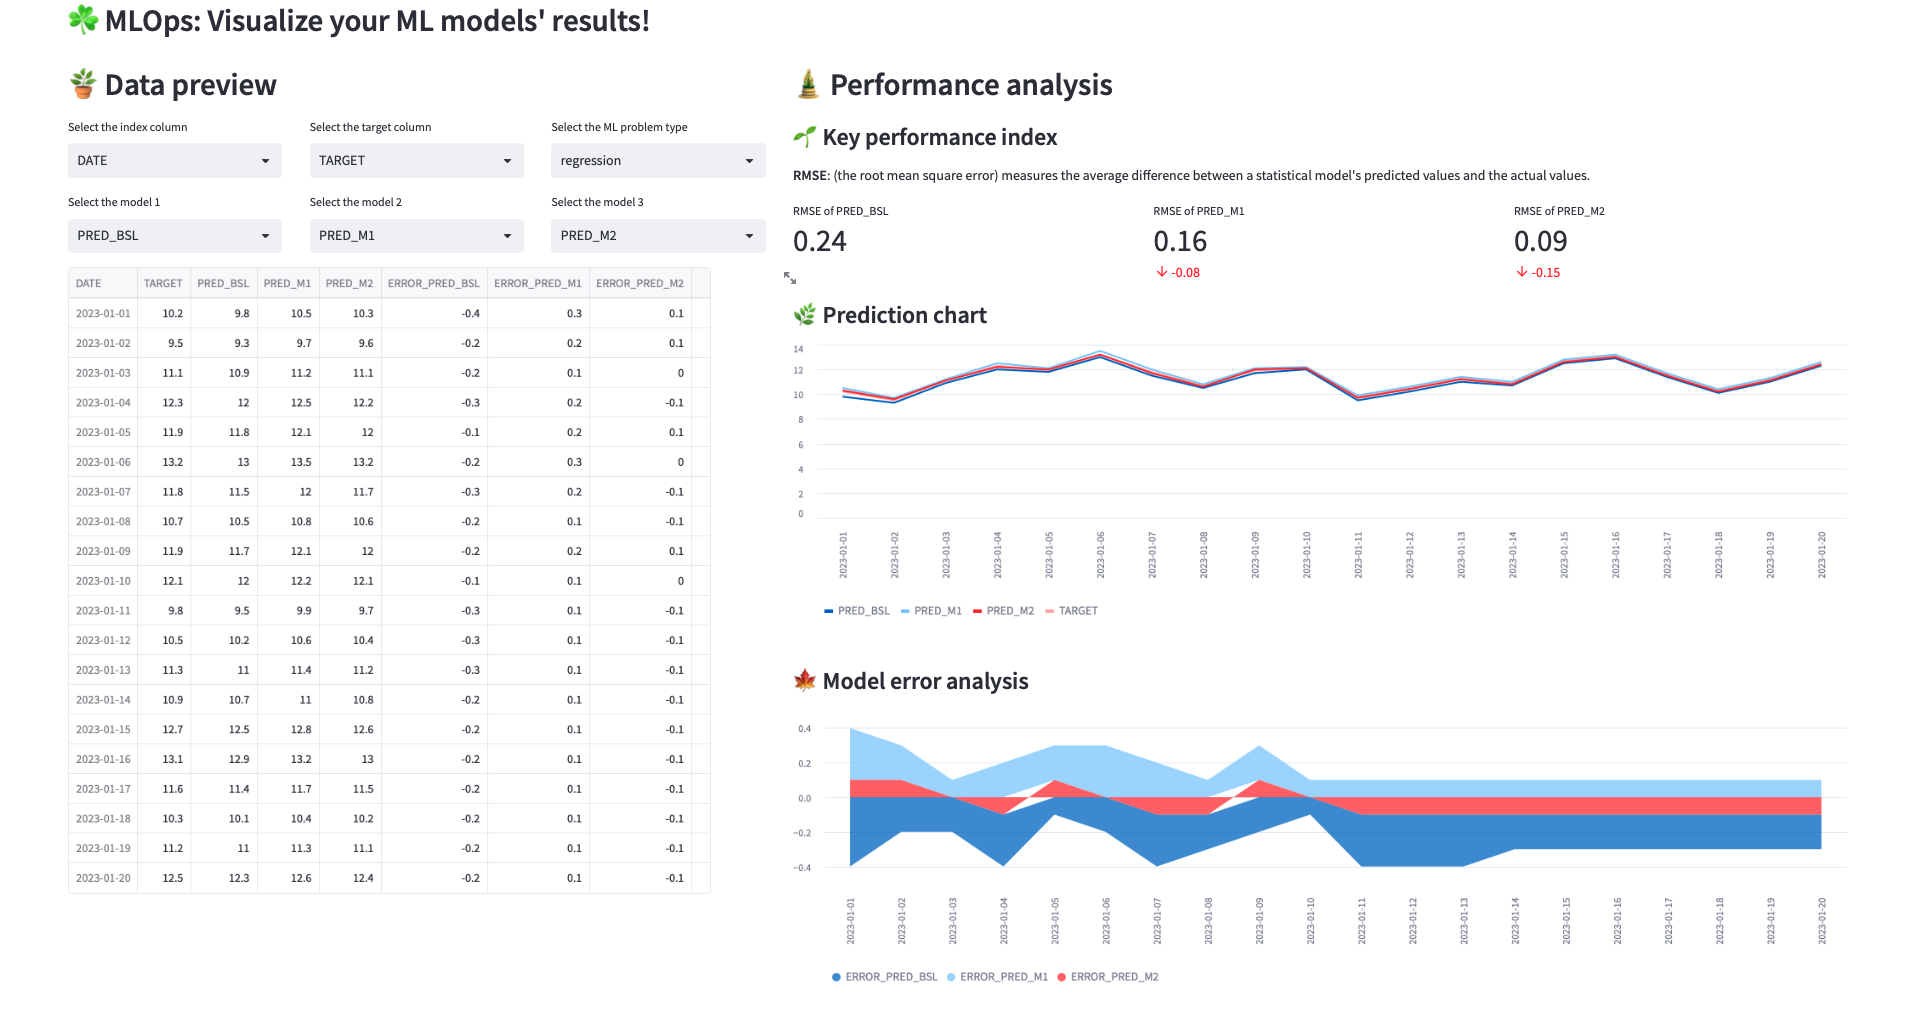 MLOps: Visualize your ML models' results!
Data preview
Select the index column
Select the target column
Select the ML problem type
DATE
TARGET
regression
Select the model 1
Select the model 2
Select the model 3
PRED_BSL
PRED_M1
PRED_M2
DATE TARGET PRED_BSL PRED_M1 PRED_M2 ERROR_PRED_BSL ERROR_PRED_M1 ERROR_PRED_M2
2023-01-01 10.2 9.8 10.5 10.3 -0.4 0.3 0.1
2023-01-02 9.5 9.3 9.7 9.6 -0.2 0.2 0.1
2023-01-03 11.1 10.9 11.2 11.1 -0.2 0.1 0
2023-01-04 12.3 12 12.5 12.2 -0.3 0.2 -0.1
2023-01-05 11.9 11.8 12.1 12 -0.1 0.2 0.1
2023-01-06 13.2 13 13.5 13.2 -0.2 0.3 0
2023-01-07 11.8 11.5 12 11.7 -0.3 0.2 -0.1
2023-01-08 10.7 10.5 10.8 10.6 -0.2 0.1 -0.1
2023-01-09 11.9 11.7 12.1 12 -0.2 0.2 0.1
2023-01-10 12.1 12 12.2 12.1 -0.1 0.1 0
2023-01-11 9.8 9.5 9.9 9.7 -0.3 0.1 -0.1
2023-01-12 10.5 10.2 10.6 10.4 -0.3 0.1 -0.1
2023-01-13 11.3 11 11.4 11.2 -0.3 0.1 -0.1
2023-01-14 10.9 10.7 11 10.8 -0.2 0.1 -0.1
2023-01-15 12.7 12.5 12.8 12.6 -0.2 0.1 -0.1
2023-01-16 13.1 12.9 13.2 13 -0.2 0.1 -0.1
2023-01-17 11.6 11.4 11.7 11.5 -0.2 0.1 -0.1
2023-01-18 10.3 10.1 10.4 10.2 -0.2 0.1 -0.1
2023-01-19 11.2 11 11.3 11.1 -0.2 0.1 -0.1
2023-01-20 12.5 12.3 12.6 12.4 -0.2 0.1 -0.1
Performance analysis
Key performance index
RMSE: (the root mean square error) measures the average difference between a statistical model's predicted values and the actual values.
RMSE of PRED_BSL
0.24
RMSE of PRED_M1
0.16
-0.08
RMSE of PRED_M2
0.09
-0.15
Prediction chart
14
12
10
8
6
4
2
0
2023-01-01
2023-01-02
2023-01-03
2023-01-04
2023-01-05
2023-01-06
2023-01-07
2023-01-08
2023-01-09
2023-01-10
2023-01-11
2023-01-12
2023-01-13
2023-01-14
2023-01-15
2023-01-16
2023-01-17
2023-01-18
2023-01-19
2023-01-20
PRED_BSL PRED_M1 PRED_M2 TARGET
Model error analysis
0.4
0.2
0.0
−0.2
−0.4
2023-01-01
2023-01-02
2023-01-03
2023-01-04
2023-01-05
2023-01-06
2023-01-07
2023-01-08
2023-01-09
2023-01-10
2023-01-11
2023-01-12
2023-01-13
2023-01-14
2023-01-15
2023-01-16
2023-01-17
2023-01-18
2023-01-19
2023-01-20
ERROR_PRED_BSL ERROR_PRED_M1 ERROR_PRED_M2